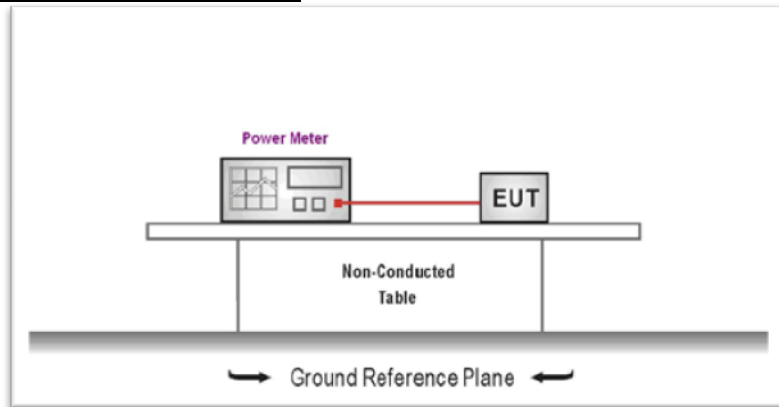 Power Meter
EUT
Non-Conducted
Table
Ground Reference Plane